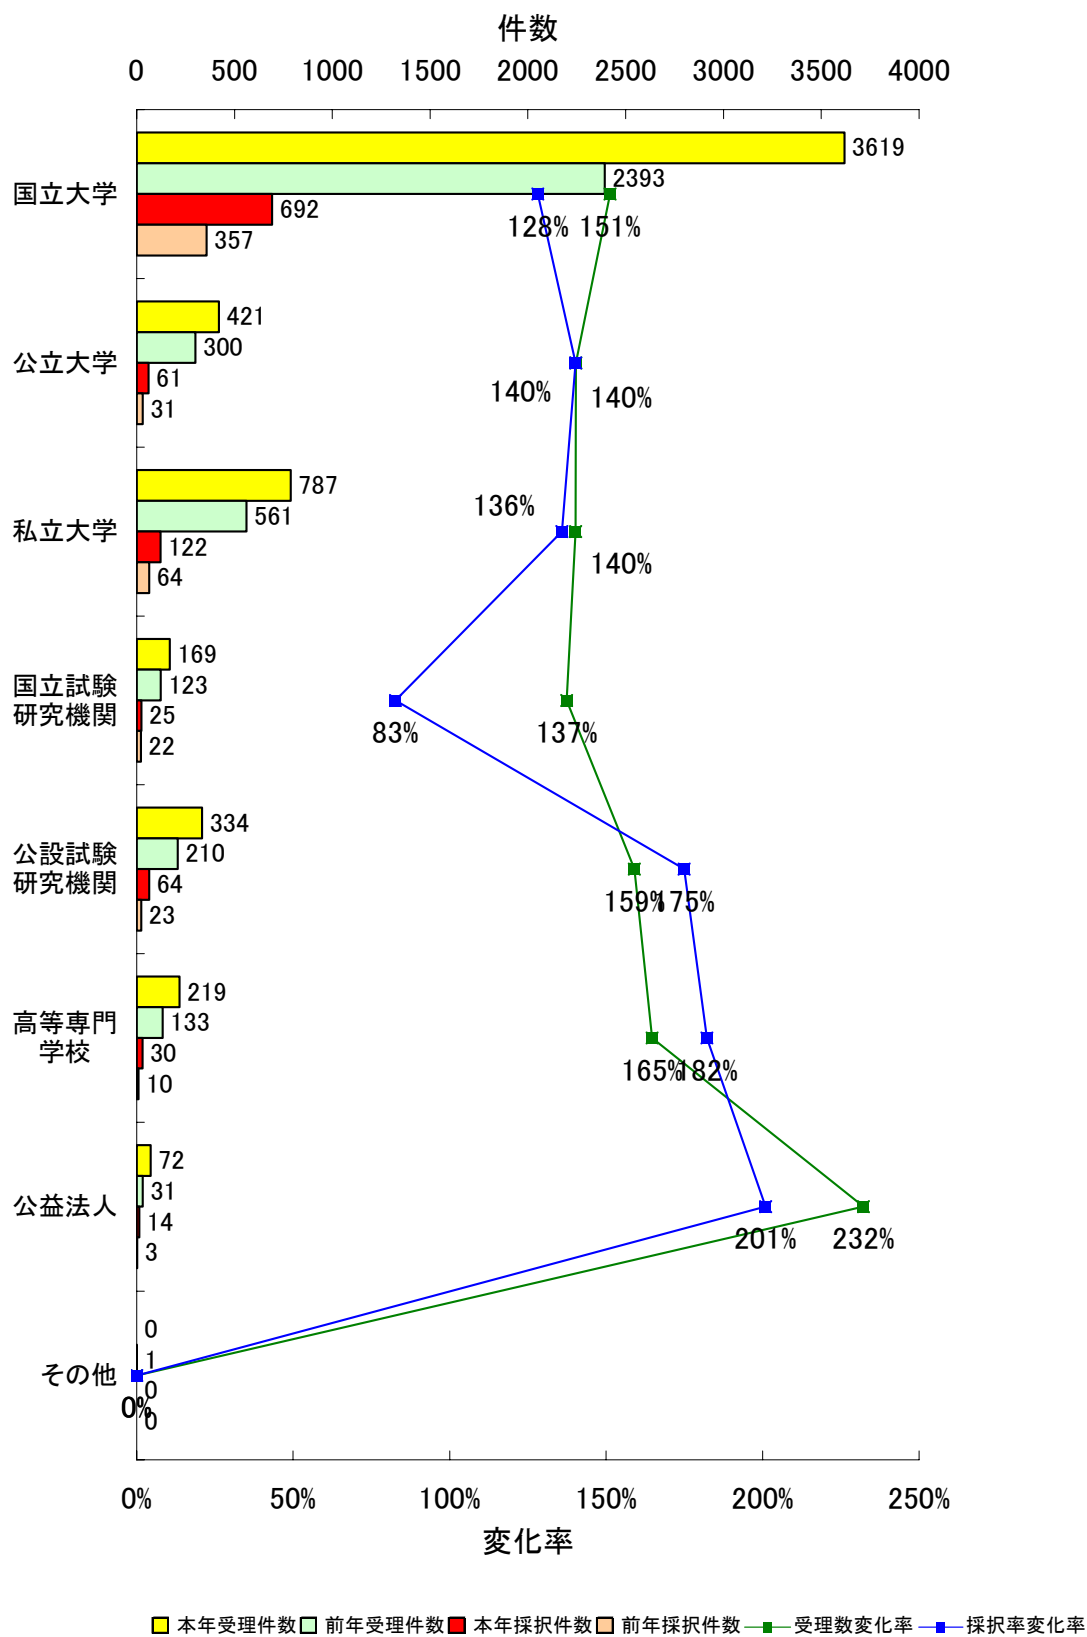 件数
0 500 1000 1500 2000 2500 3000 3500 4000
国立大学
3619
2393
692
357
128% 151%
公立大学
421
300
61
31
140% 140%
私立大学
787
561
122
64
136%
140%
国立試験
研究機関
169
123
25
22
83% 137%
公設試験
研究機関
334
210
64
23
159% 175%
高等専門
学校
219
133
30
10
165% 182%
公益法人
72
31
14
3
201% 232%
その他
0
1
0
0
0%
0% 50% 100% 150% 200% 250%
変化率
本年受理件数 前年受理件数 本年採択件数 前年採択件数 受理数変化率 採択率変化率